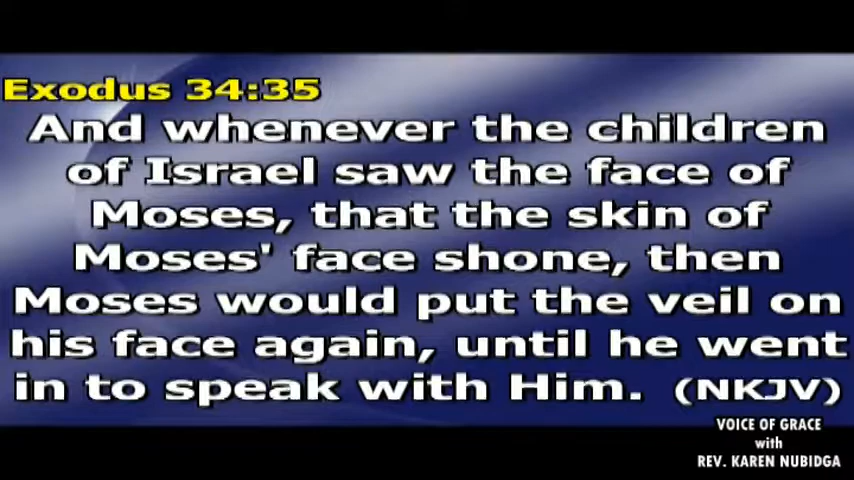 Exodus 34:35
And whenever the children
of Israel saw the face of
Moses, that the skin of
Moses' face shone, then
Moses would put the veil on
his face again, until he went
in to speak with Him. (NKJV)
VOICE OF GRACE
with
REV. KAREN NUBIDGA